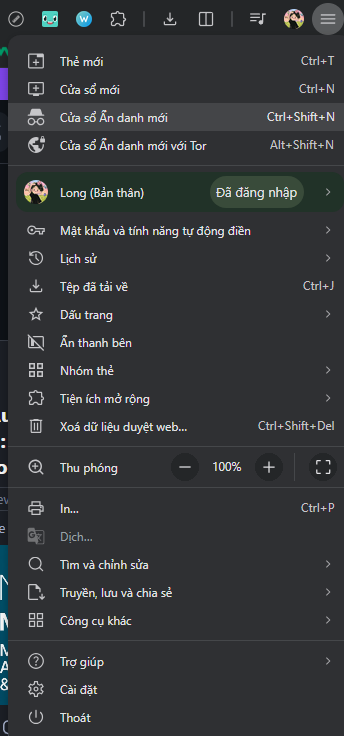 Thẻ mới Ctrl+T
Cửa sổ mới Ctrl+N
Cửa sổ Ẩn danh mới Ctrl+Shift+N
Cửa sổ Ẩn danh mới với Tor Alt+Shift+N
Long (Bản thân) Đã đăng nhập
Mật khẩu và tính năng tự động điền
Lịch sử
Tệp đã tải về Ctrl+J
Dấu trang
Ẩn thanh bên
Nhóm thẻ
Tiện ích mở rộng
Xoá dữ liệu duyệt web... Ctrl+Shift+Del
Thu phóng 100%
In... Ctrl+P
Dịch...
Tìm và chỉnh sửa
Truyền, lưu và chia sẻ
Công cụ khác
Trợ giúp
Cài đặt
Thoát